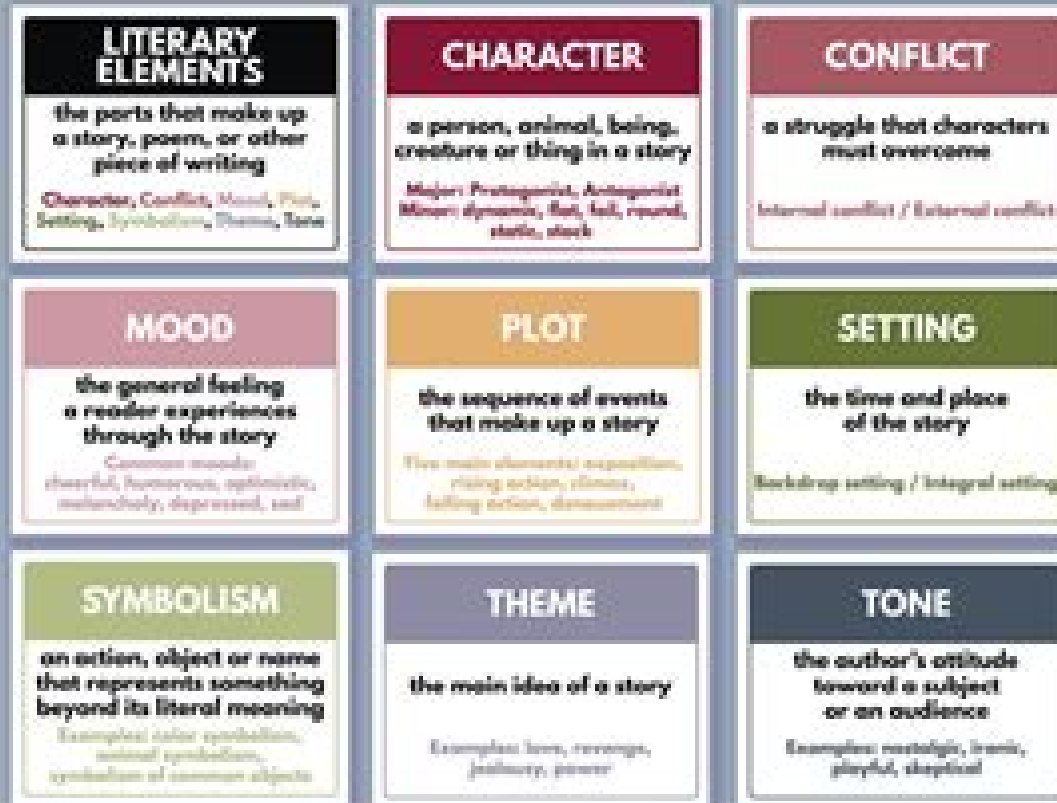 LITERARY
ELEMENTS
the parts that make up
a story, poem, or other
piece of writing
Character, Conflict, Mood, Plot,
Setting, Symbolism, Theme, Tone
CHARACTER
a person, animal, being,
creature or thing in a story
Major: Protagonist, Antagonist
Minor: dynamic, flat, foil, round,
static, stock
CONFLICT
a struggle that characters
must overcome
Internal conflict / External conflict
MOOD
the general feeling
a reader experiences
through the story
Common moods:
cheerful, humorous, optimistic,
melancholy, depressed, sad
PLOT
the sequence of events
that make up a story
Five main elements: exposition,
rising action, climax,
falling action, denouement
SETTING
the time and place
of the story
Backdrop setting / Integral setting
SYMBOLISM
an action, object or name
that represents something
beyond its literal meaning
Examples: color symbolism,
animal symbolism,
symbolism of common objects
THEME
the main idea of a story
Examples: love, revenge,
jealousy, power
TONE
the author's attitude
toward a subject
or an audience
Examples: nostalgic, ironic,
playful, skeptical